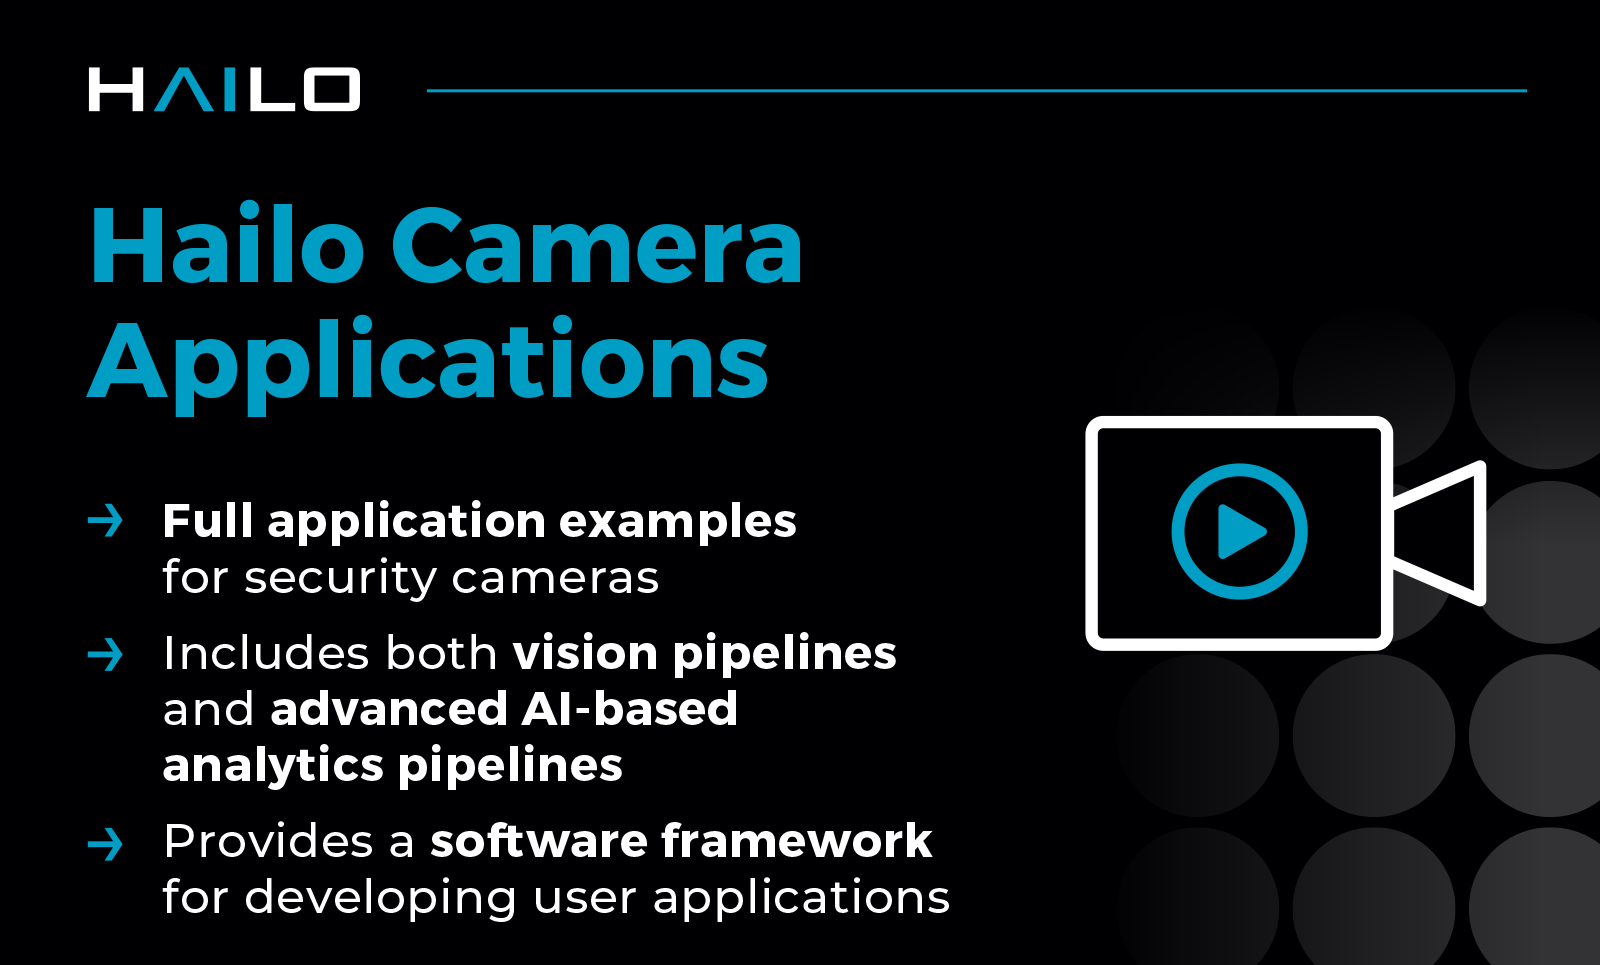 HAILO
Hailo Camera
Applications
Full application examples
for security cameras
Includes both vision pipelines
and advanced AI-based
analytics pipelines
Provides a software framework
for developing user applications